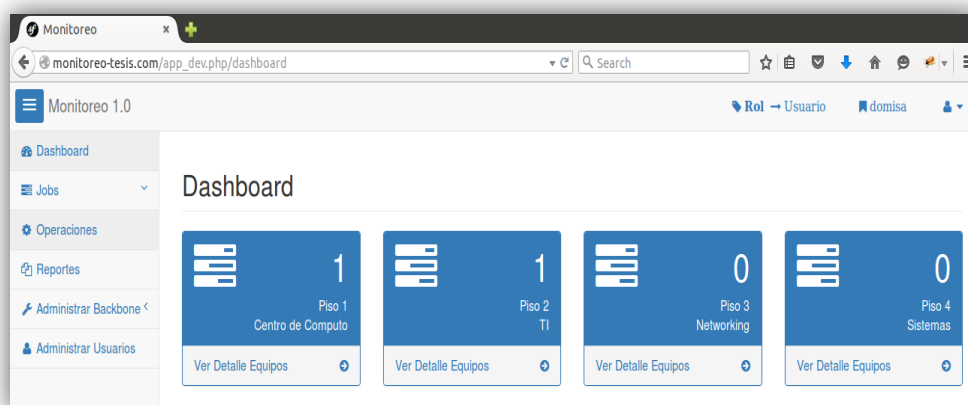 Monitoreo
monitoreo-tesis.com/app_dev.php/dashboard
Search
Monitoreo 1.0
Rol → Usuario
domisa
Dashboard
Jobs
Operaciones
Reportes
Administrar Backbone
Administrar Usuarios
Dashboard
1
Piso 1
Centro de Computo
Ver Detalle Equipos
1
Piso 2
TI
Ver Detalle Equipos
0
Piso 3
Networking
Ver Detalle Equipos
0
Piso 4
Sistemas
Ver Detalle Equipos